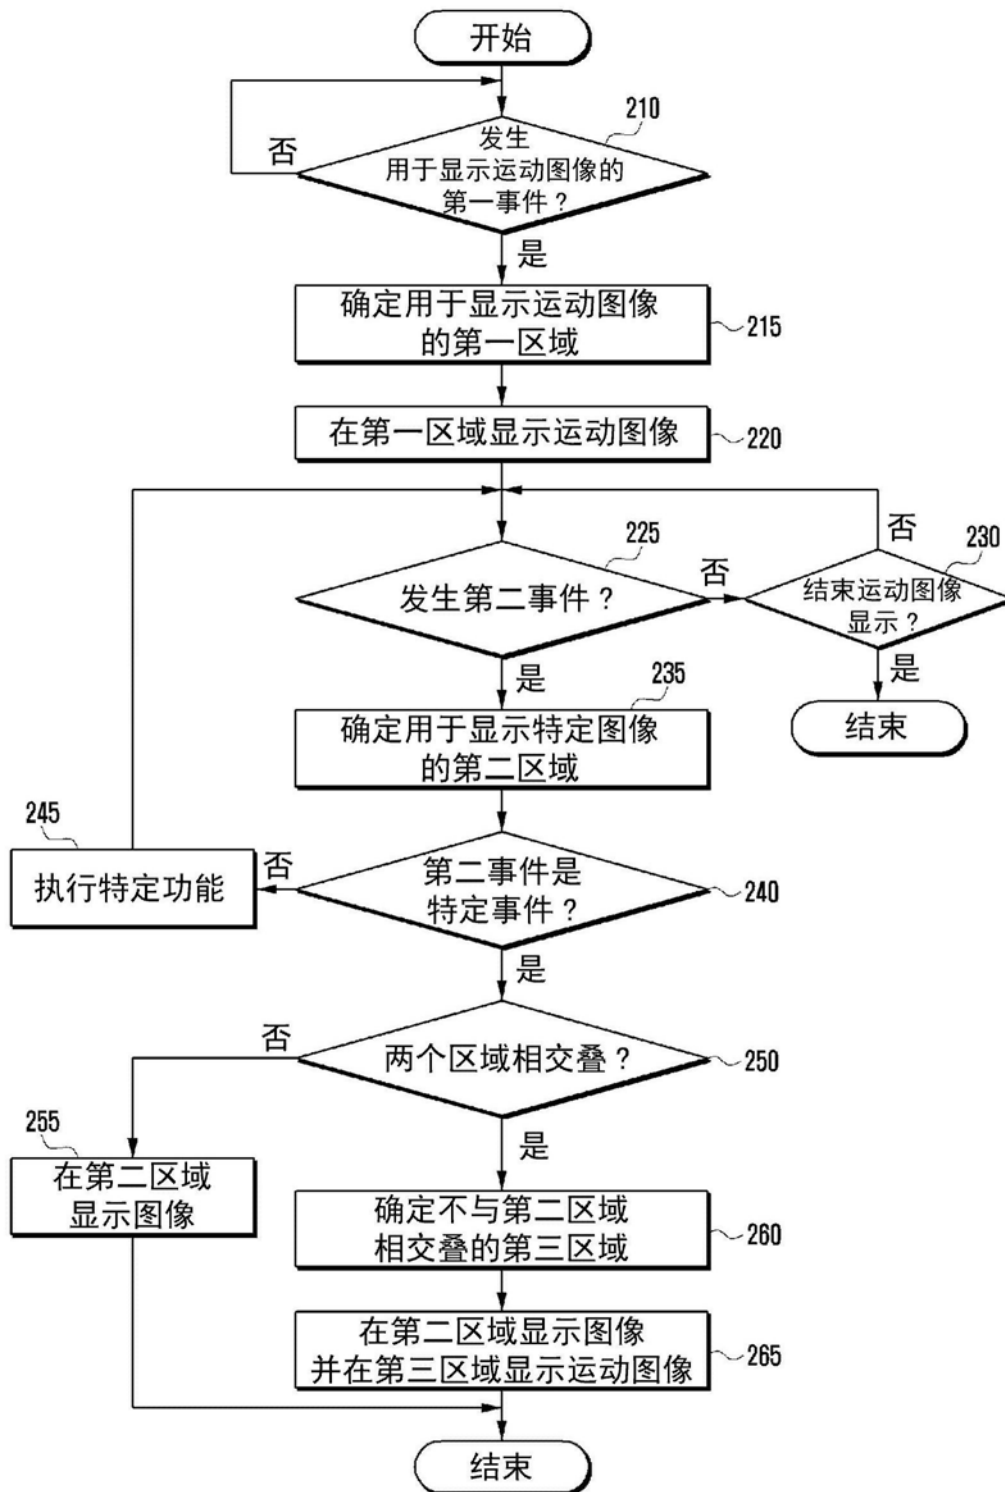 开始
210
发生
用于显示运动图像的
第一事件？
否
是
确定用于显示运动图像
的第一区域
215
在第一区域显示运动图像
220
225
发生第二事件？
否
否
230
结束运动图像
显示？
是
结束
是
235
确定用于显示特定图像
的第二区域
245
执行特定功能
否
第二事件是
特定事件？
240
是
否
两个区域相交叠？
250
是
255
在第二区域
显示图像
确定不与第二区域
相交叠的第三区域
260
在第二区域显示图像
并在第三区域显示运动图像
265
结束